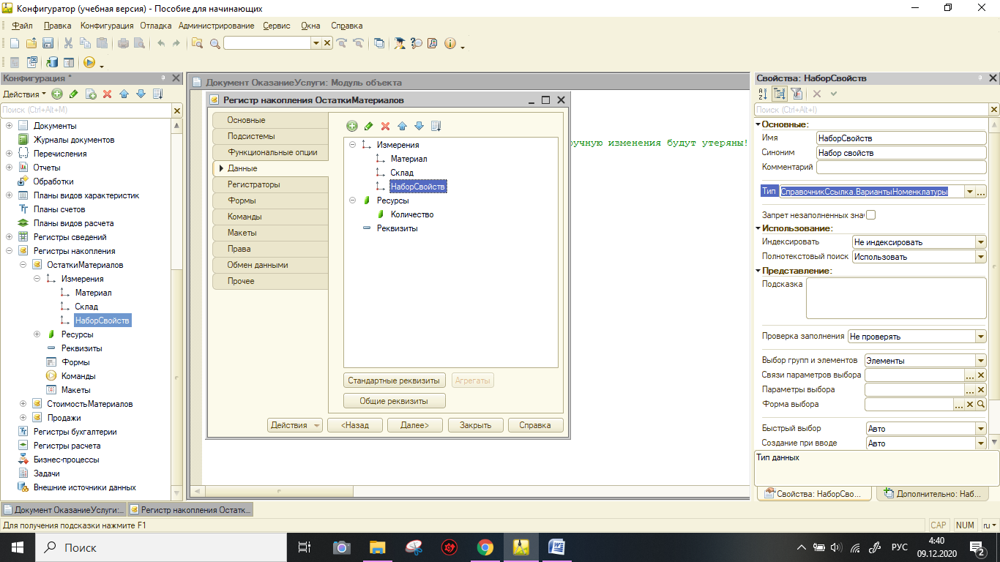 Конфигуратор (учебная версия) - Пособие для начинающих
Файл Правка Конфигурация Отладка Администрирование Сервис Окна Справка
Конфигурация *
Действия
Поиск (Ctrl+Alt+M)
Документы
Журналы документов
Перечисления
Отчеты
Обработки
Планы видов характеристик
Планы счетов
Планы видов расчета
Регистры сведений
Регистры накопления
ОстаткиМатериалов
Измерения
Материал
Склад
НаборСвойств
Ресурсы
Реквизиты
Формы
Команды
Макеты
СтоимостьМатериалов
Продажи
Регистры бухгалтерии
Регистры расчета
Бизнес-процессы
Задачи
Внешние источники данных
Документ ОказаниеУслуги: Модуль объекта
ручную изменения будут утеряны!
Регистр накопления ОстаткиМатериалов
Основные
Подсистемы
Функциональные опции
Данные
Регистраторы
Формы
Команды
Макеты
Права
Обмен данными
Прочее
Измерения
Материал
Склад
НаборСвойств
Ресурсы
Количество
Реквизиты
Стандартные реквизиты Агрегаты
Общие реквизиты
Действия <Назад Далее> Закрыть Справка
Свойства: НаборСвойств
Поиск (Ctrl+Alt+I)
Основные:
Имя НаборСвойств
Синоним Набор свойств
Комментарий
Тип СправочникСсылка.ВариантыНоменклатуры
Запрет незаполненных знач
Использование:
Индексировать Не индексировать
Полнотекстовый поиск Использовать
Представление:
Подсказка
Проверка заполнения Не проверять
Выбор групп и элементов Элементы
Связи параметров выбора
Параметры выбора
Форма выбора
Быстрый выбор Авто
Создание при вводе Авто
Тип данных
Свойства: НаборСво... Дополнительно: Наб...
Документ ОказаниеУслуги:... Регистр накопления Остатк...
Для получения подсказки нажмите F1 CAP NUM ru
Поиск РУС 4:40
09.12.2020 2